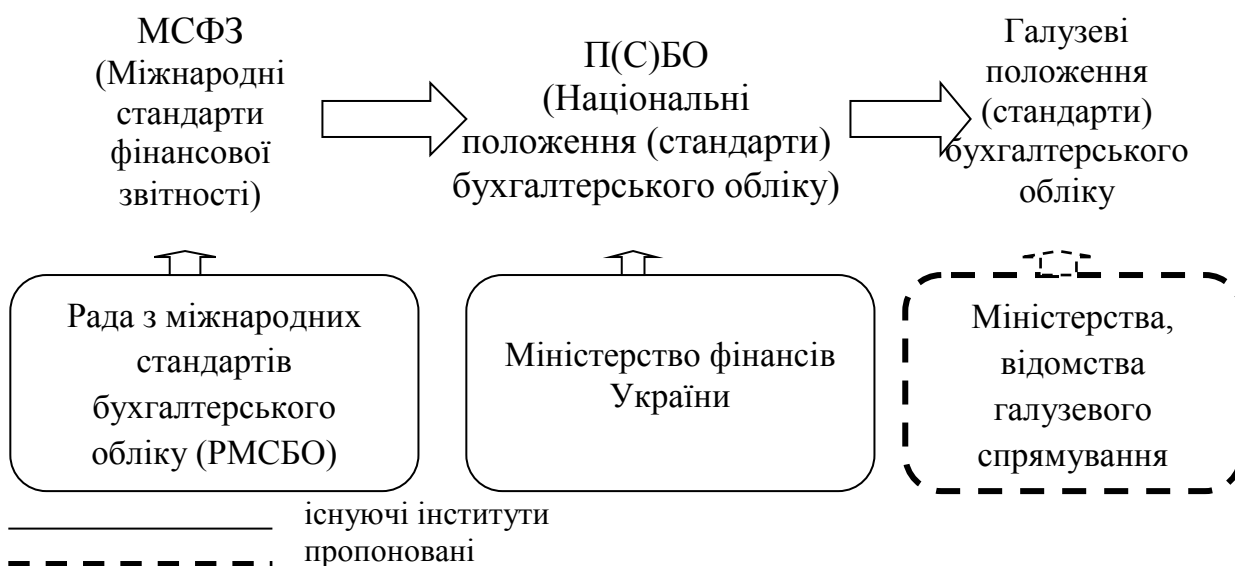 МСФЗ
(Міжнародні
стандарти
фінансової
звітності)
П(С)БО
(Національні
положення (стандарти)
бухгалтерського обліку)
Галузеві
положення
(стандарти)
бухгалтерського
обліку
Рада з міжнародних
стандартів
бухгалтерського
обліку (РМСБО)
Міністерство фінансів
України
Міністерства,
відомства
галузевого
спрямування
існуючі інститути
пропоновані